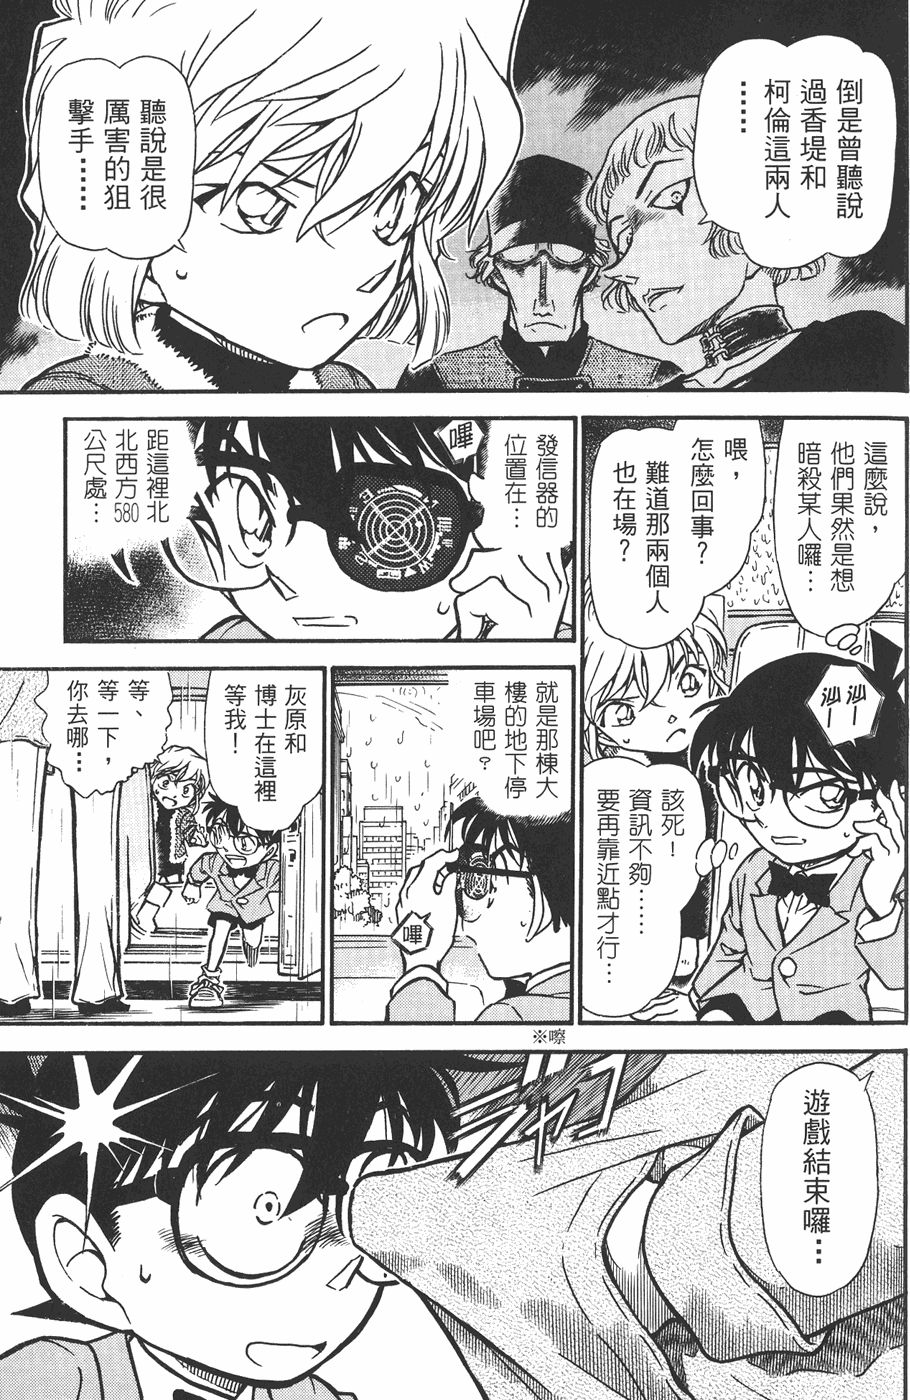 倒是曾聽說
過香堤和
柯倫這兩人
……
聽說是很
厲害的狙
擊手……
這麼說，
他們果然是想
暗殺某人囉…
喂，
怎麼回事？
難道那兩個人
也在場？
汕－
汕－
該死！
資訊不夠……
要再靠近點才行…
發信器的
位置在…
嗶
距這裡北
北西方580
公尺處…
就是那棟大
樓的地下停
車場吧？
嗶
灰原和
博士在這裡
等我！
等、
等一下，
你去哪…
※嚓
遊戲結束囉…